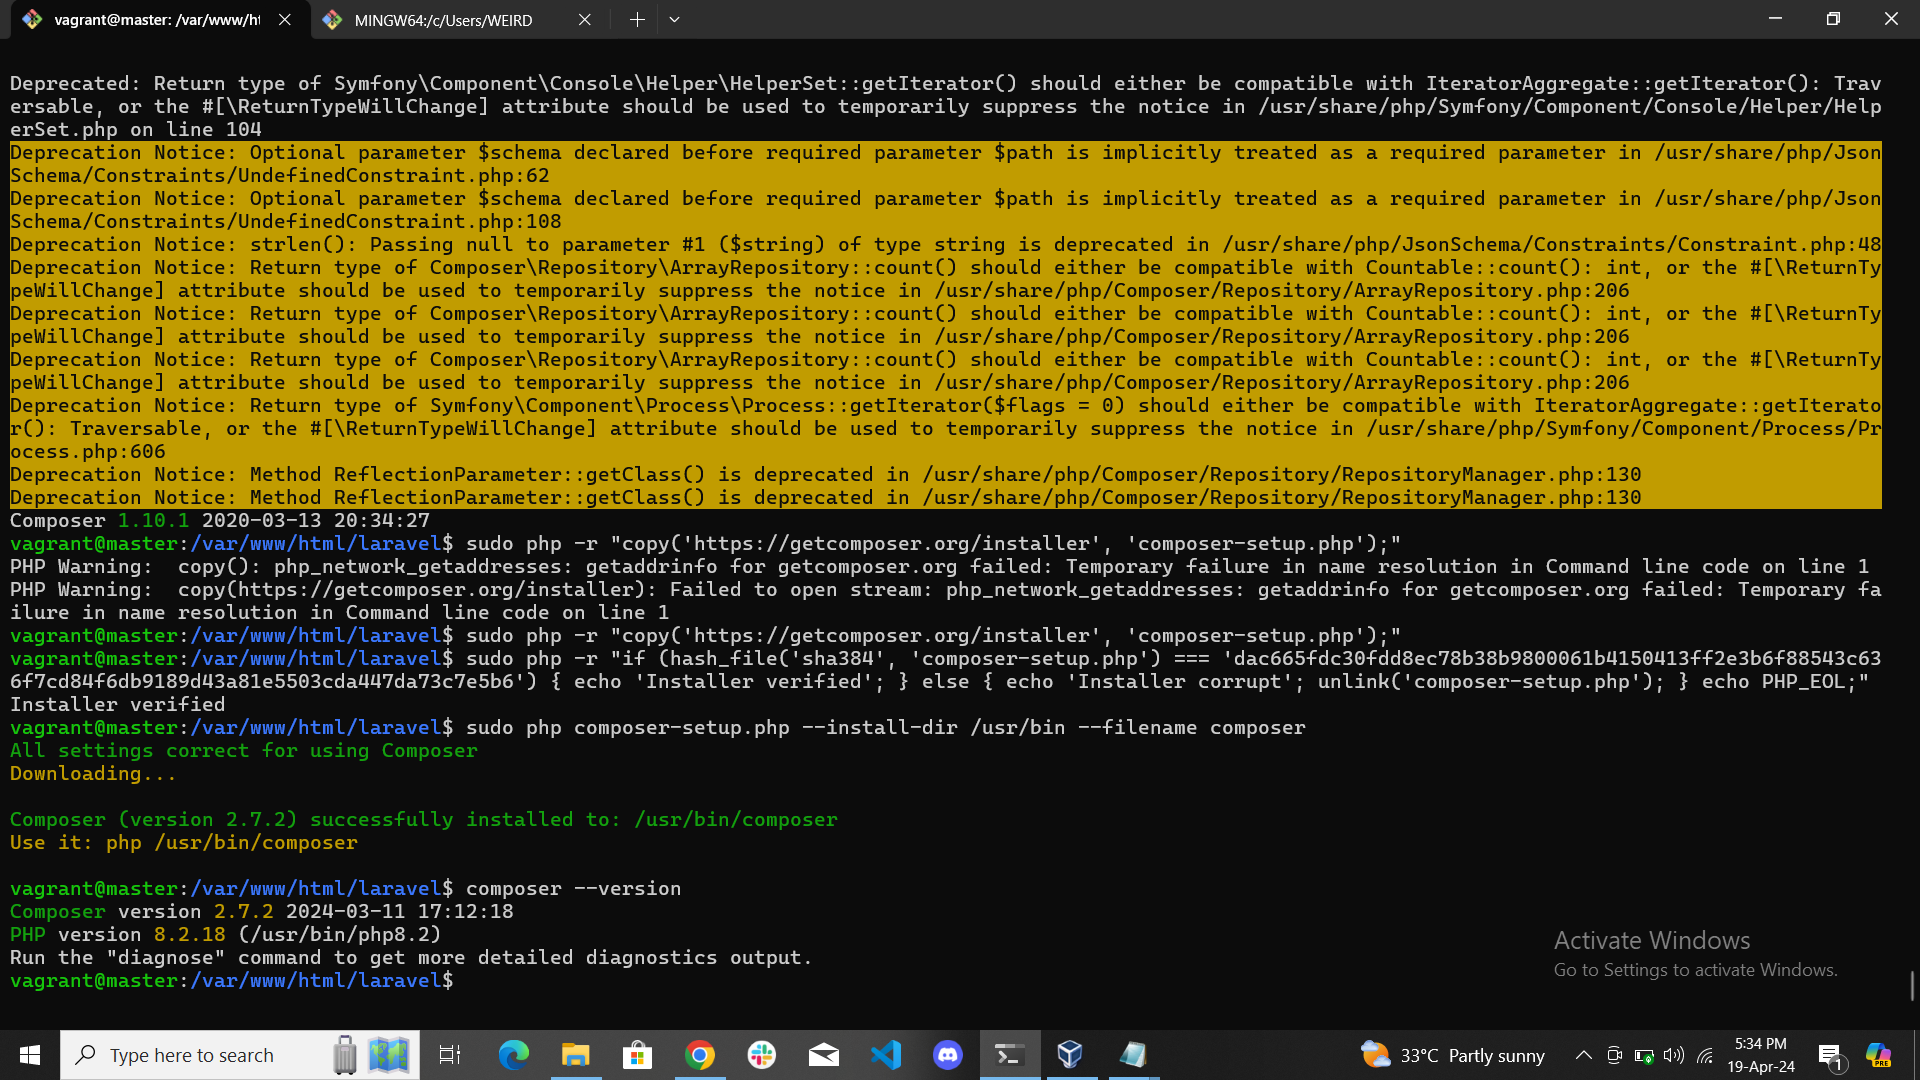 vagrant@master: /var/www/ht
MINGW64:/c/Users/WEIRD
Deprecated: Return type of Symfony\Component\Console\Helper\HelperSet::getIterator() should either be compatible with IteratorAggregate::getIterator(): Trav
ersable, or the #[\ReturnTypeWillChange] attribute should be used to temporarily suppress the notice in /usr/share/php/Symfony/Component/Console/Helper/Help
erSet.php on line 104
Deprecation Notice: Optional parameter $schema declared before required parameter $path is implicitly treated as a required parameter in /usr/share/php/Json
Schema/Constraints/UndefinedConstraint.php:62
Deprecation Notice: Optional parameter $schema declared before required parameter $path is implicitly treated as a required parameter in /usr/share/php/Json
Schema/Constraints/UndefinedConstraint.php:108
Deprecation Notice: strlen(): Passing null to parameter #1 ($string) of type string is deprecated in /usr/share/php/JsonSchema/Constraints/Constraint.php:48
Deprecation Notice: Return type of Composer\Repository\ArrayRepository::count() should either be compatible with Countable::count(): int, or the #[\ReturnTy
peWillChange] attribute should be used to temporarily suppress the notice in /usr/share/php/Composer/Repository/ArrayRepository.php:206
Deprecation Notice: Return type of Composer\Repository\ArrayRepository::count() should either be compatible with Countable::count(): int, or the #[\ReturnTy
peWillChange] attribute should be used to temporarily suppress the notice in /usr/share/php/Composer/Repository/ArrayRepository.php:206
Deprecation Notice: Return type of Composer\Repository\ArrayRepository::count() should either be compatible with Countable::count(): int, or the #[\ReturnTy
peWillChange] attribute should be used to temporarily suppress the notice in /usr/share/php/Composer/Repository/ArrayRepository.php:206
Deprecation Notice: Return type of Symfony\Component\Process\Process::getIterator($flags = 0) should either be compatible with IteratorAggregate::getIterato
r(): Traversable, or the #[\ReturnTypeWillChange] attribute should be used to temporarily suppress the notice in /usr/share/php/Symfony/Component/Process/Pr
ocess.php:606
Deprecation Notice: Method ReflectionParameter::getClass() is deprecated in /usr/share/php/Composer/Repository/RepositoryManager.php:130
Deprecation Notice: Method ReflectionParameter::getClass() is deprecated in /usr/share/php/Composer/Repository/RepositoryManager.php:130
Composer 1.10.1 2020-03-13 20:34:27
vagrant@master:/var/www/html/laravel$ sudo php -r "copy('https://getcomposer.org/installer', 'composer-setup.php');"
PHP Warning:  copy(): php_network_getaddresses: getaddrinfo for getcomposer.org failed: Temporary failure in name resolution in Command line code on line 1
PHP Warning:  copy(https://getcomposer.org/installer): Failed to open stream: php_network_getaddresses: getaddrinfo for getcomposer.org failed: Temporary fa
ilure in name resolution in Command line code on line 1
vagrant@master:/var/www/html/laravel$ sudo php -r "copy('https://getcomposer.org/installer', 'composer-setup.php');"
vagrant@master:/var/www/html/laravel$ sudo php -r "if (hash_file('sha384', 'composer-setup.php') === 'dac665fdc30fdd8ec78b38b9800061b4150413ff2e3b6f88543c63
6f7cd84f6db9189d43a81e5503cda447da73c7e5b6') { echo 'Installer verified'; } else { echo 'Installer corrupt'; unlink('composer-setup.php'); } echo PHP_EOL;"
Installer verified
vagrant@master:/var/www/html/laravel$ sudo php composer-setup.php --install-dir /usr/bin --filename composer
All settings correct for using Composer
Downloading...
Composer (version 2.7.2) successfully installed to: /usr/bin/composer
Use it: php /usr/bin/composer
vagrant@master:/var/www/html/laravel$ composer --version
Composer version 2.7.2 2024-03-11 17:12:18
PHP version 8.2.18 (/usr/bin/php8.2)
Run the "diagnose" command to get more detailed diagnostics output.
vagrant@master:/var/www/html/laravel$
Activate Windows
Go to Settings to activate Windows.
Type here to search
33°C Partly sunny
5:34 PM
19-Apr-24
1
PRE